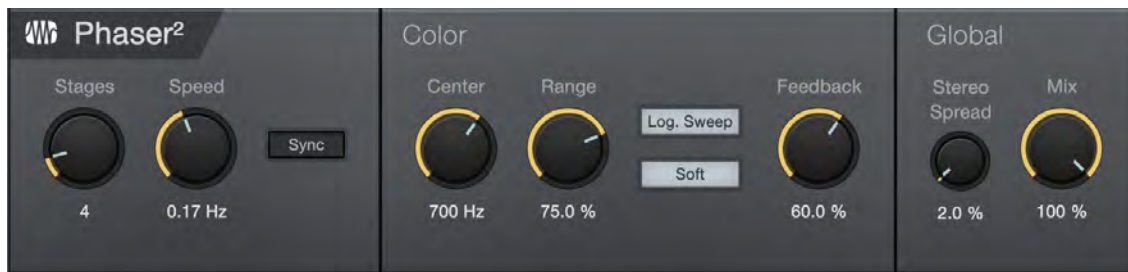 Phaser²
Stages
Speed
Sync
4
0.17 Hz
Color
Center
Range
Log. Sweep
Soft
Feedback
700 Hz
75.0 %
60.0 %
Global
Stereo
Spread
Mix
2.0 %
100 %